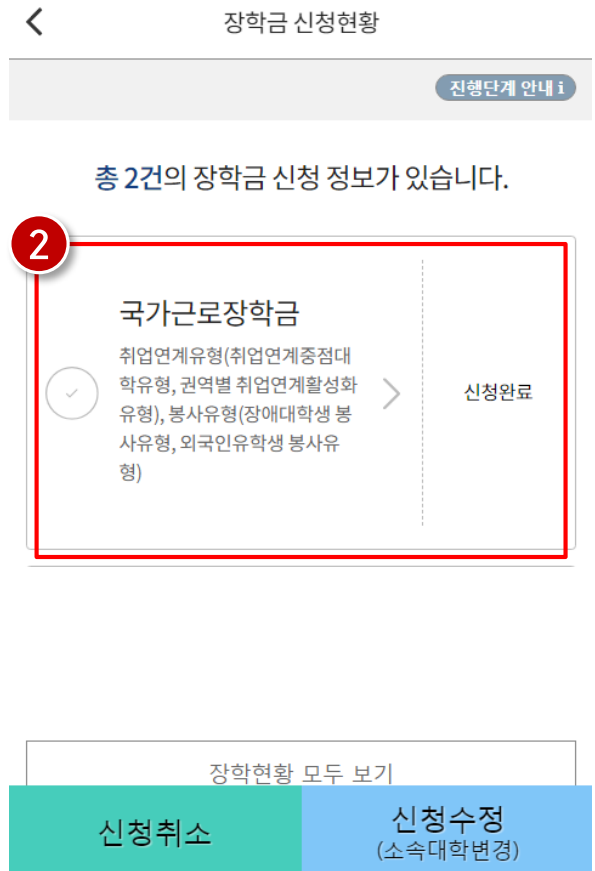 장학금 신청현황
진행단계 안내 i
총 2건의 장학금 신청 정보가 있습니다.
2
국가근로장학금
취업연계유형(취업연계중점대
학유형, 권역별 취업연계활성화
유형), 봉사유형(장애대학생 봉
사유형, 외국인유학생 봉사유
형)
신청완료
장학현황 모두 보기
신청취소
신청수정
(소속대학변경)